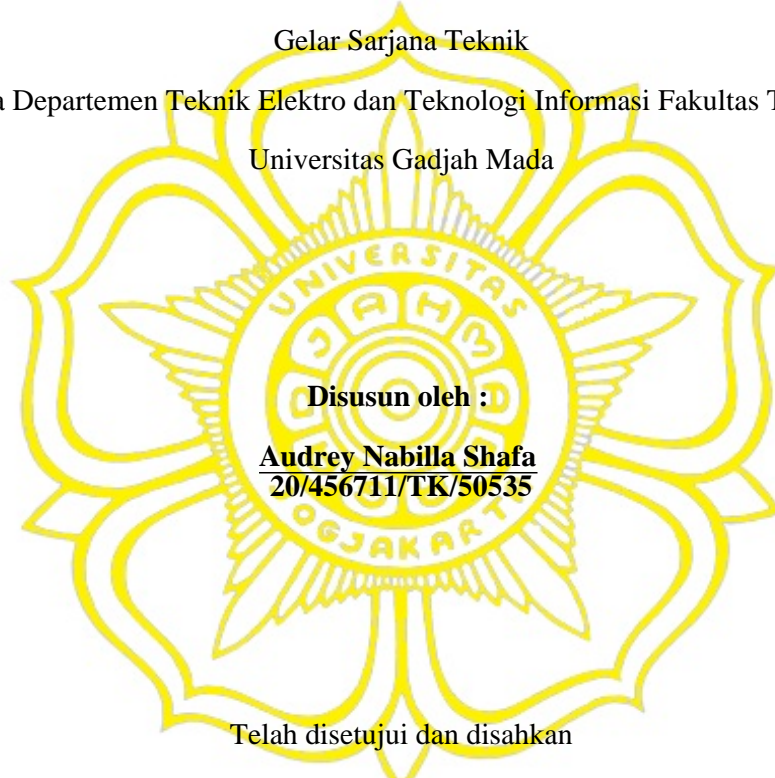 Gelar Sarjana Teknik
Departemen Teknik Elektro dan Teknologi Informasi Fakultas
Universitas Gadjah Mada
UNIVERSITAS
Disusun oleh :
Audrey Nabilla Shafa
20/456711/TK/50535
Telah disetujui dan disahkan